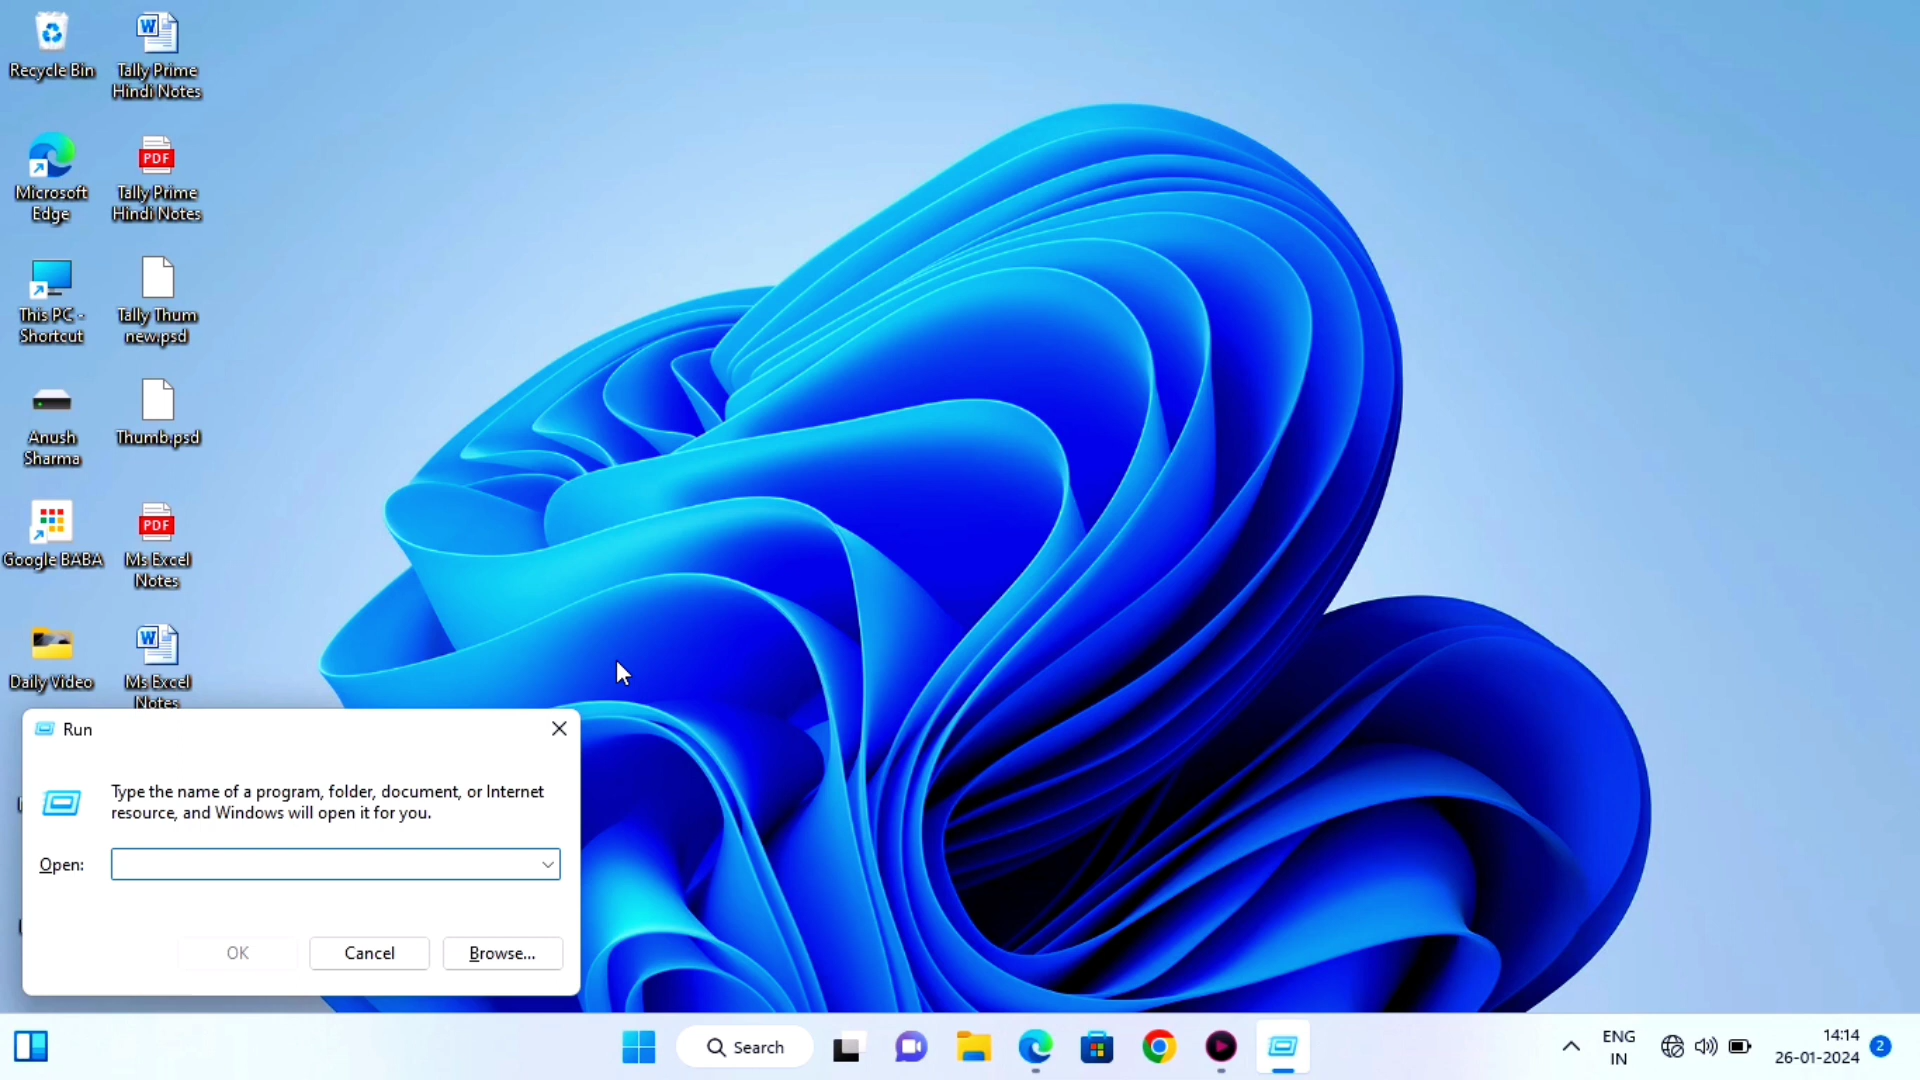 Recycle Bin
Tally Prime
Hindi Notes
Microsoft
Edge
PDF
Tally Prime
Hindi Notes
This PC -
Shortcut
Tally Thum
new.psd
Anush
Sharma
Thumb.psd
Google BABA
PDF
Ms Excel
Notes
Daily Video
Ms Excel
Notes
Run
Type the name of a program, folder, document, or Internet
resource, and Windows will open it for you.
Open:
OK
Cancel
Browse...
Search
ENG
IN
14:14
26-01-2024
2